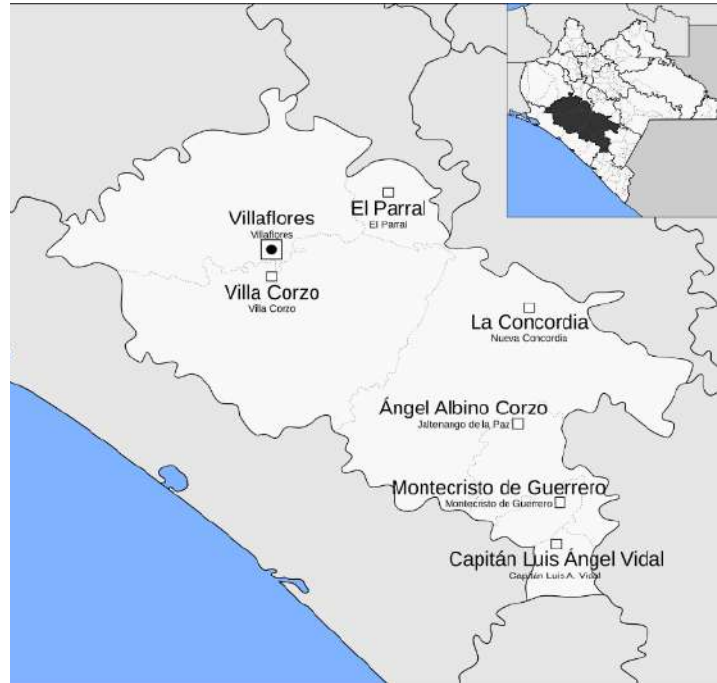 Villaflores
Villaflores
El Parral
El Parral
Villa Corzo
Villa Corzo
La Concordia
Nueva Concordia
Ángel Albino Corzo
Jaltenango de la Paz
Montecristo de Guerrero
Montecristo de Guerrero
Capitán Luis Ángel Vidal
Capitán Luis A. Vidal